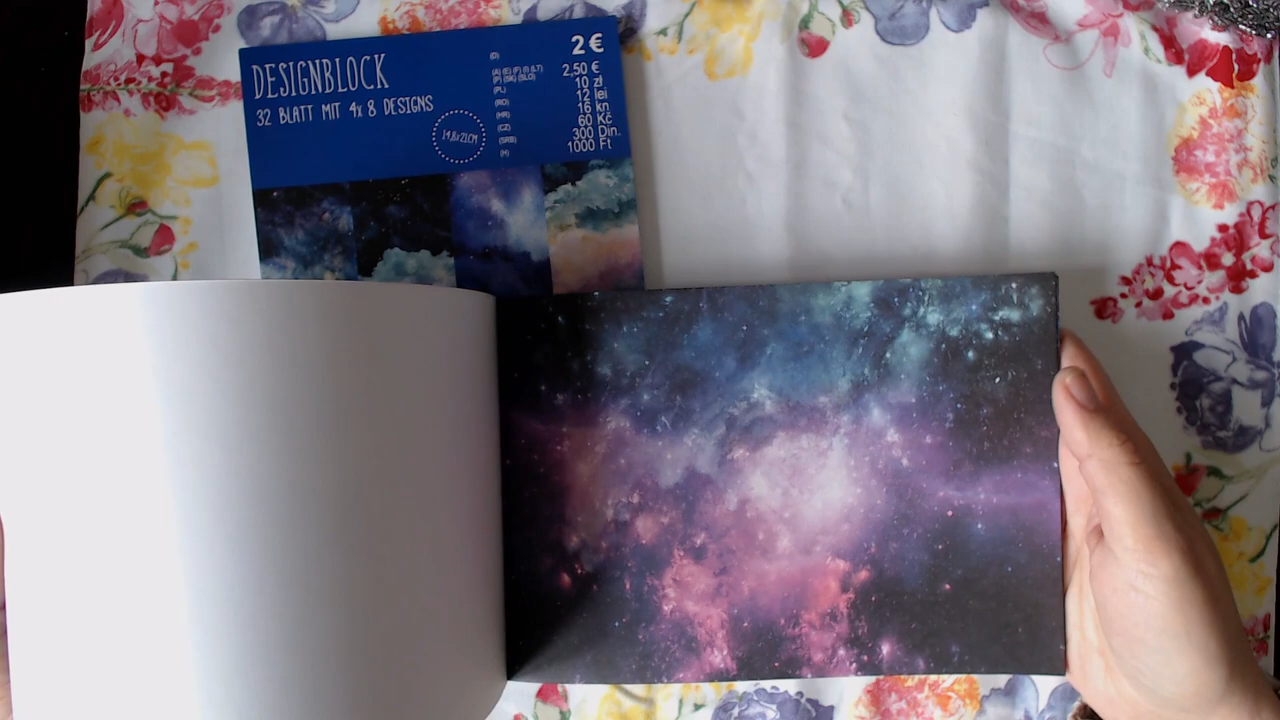 DESIGNBLOCK
32 BLATT MIT 4x 8 DESIGNS
14,8x21CM
(D) 2 €
(A) (E) (F) (I) (LT)
(P) (SK) (SLO) 2,50 €
(PL) 10 zł
(RO) 12 lei
(HR) 16 kn
(CZ) 60 Kč
(SRB) 300 Din.
(H) 1000 Ft